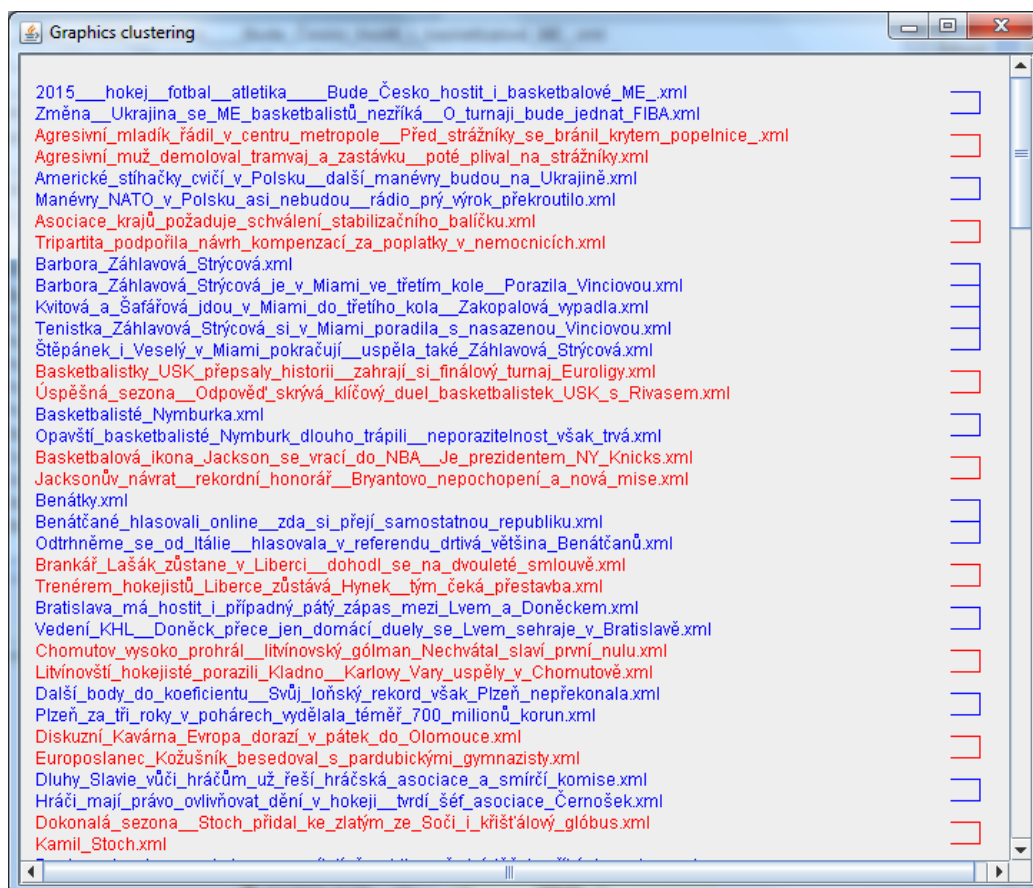 Graphics clustering
2015___hokej__fotbal__atletika____Bude_Česko_hostit_i_basketbalové_ME_.xml
Změna__Ukrajina_se_ME_basketbalistů_nezříká__O_turnaji_bude_jednat_FIBA.xml
Agresivní_mladík_řádil_v_centru_metropole__Před_strážníky_se_bránil_krytem_popelnice_.xml
Agresivní_muž_demoloval_tramvaj_a_zastávku__poté_plival_na_strážníky.xml
Americké_stíhačky_cvičí_v_Polsku__další_manévry_budou_na_Ukrajině.xml
Manévry_NATO_v_Polsku_asi_nebudou__rádio_prý_výrok_překroutilo.xml
Asociace_krajů_požaduje_schválení_stabilizačního_balíčku.xml
Tripartita_podpořila_návrh_kompenzací_za_poplatky_v_nemocnicích.xml
Barbora_Záhlavová_Strýcová.xml
Barbora_Záhlavová_Strýcová_je_v_Miami_ve_třetím_kole__Porazila_Vinciovou.xml
Kvitová_a_Šafářová_jdou_v_Miami_do_třetího_kola__Zakopalová_vypadla.xml
Tenistka_Záhlavová_Strýcová_si_v_Miami_poradila_s_nasazenou_Vinciovou.xml
Štěpánek_i_Veselý_v_Miami_pokračují__uspěla_také_Záhlavová_Strýcová.xml
Basketbalistky_USK_přepsaly_historii__zahrají_si_finálový_turnaj_Euroligy.xml
Úspěšná_sezona__Odpověď_skrývá_klíčový_duel_basketbalistek_USK_s_Rivasem.xml
Basketbalisté_Nymburka.xml
Opavští_basketbalisté_Nymburk_dlouho_trápili__neporazitelnost_však_trvá.xml
Basketbalová_ikona_Jackson_se_vrací_do_NBA__Je_prezidentem_NY_Knicks.xml
Jacksonův_návrat__rekordní_honorář__Bryantovo_nepochopení_a_nová_mise.xml
Benátky.xml
Benátčané_hlasovali_online__zda_si_přejí_samostatnou_republiku.xml
Odtrhněme_se_od_Itálie__hlasovala_v_referendu_drtivá_většina_Benátčanů.xml
Brankář_Lašák_zůstane_v_Liberci__dohodl_se_na_dvouleté_smlouvě.xml
Trenérem_hokejistů_Liberce_zůstává_Hynek__tým_čeká_přestavba.xml
Bratislava_má_hostit_i_případný_pátý_zápas_mezi_Lvem_a_Doněckem.xml
Vedení_KHL__Doněck_přece_jen_domácí_duely_se_Lvem_sehraje_v_Bratislavě.xml
Chomutov_vysoko_prohrál__litvínovský_gólman_Nechvátal_slaví_první_nulu.xml
Litvínovští_hokejisté_porazili_Kladno__Karlovy_Vary_uspěly_v_Chomutově.xml
Další_body_do_koeficientu__Svůj_loňský_rekord_však_Plzeň_nepřekonala.xml
Plzeň_za_tři_roky_v_pohárech_vydělala_téměř_700_milionů_korun.xml
Diskuzní_Kavárna_Evropa_dorazí_v_pátek_do_Olomouce.xml
Europoslanec_Kožušník_besedoval_s_pardubickými_gymnazisty.xml
Dluhy_Slavie_vůči_hráčům_už_řeší_hráčská_asociace_a_smírčí_komise.xml
Hráči_mají_právo_ovlivňovat_dění_v_hokeji__tvrdí_šéf_asociace_Černošek.xml
Dokonalá_sezona__Stoch_přidal_ke_zlatým_ze_Soči_i_křišťálový_glóbus.xml
Kamil_Stoch.xml